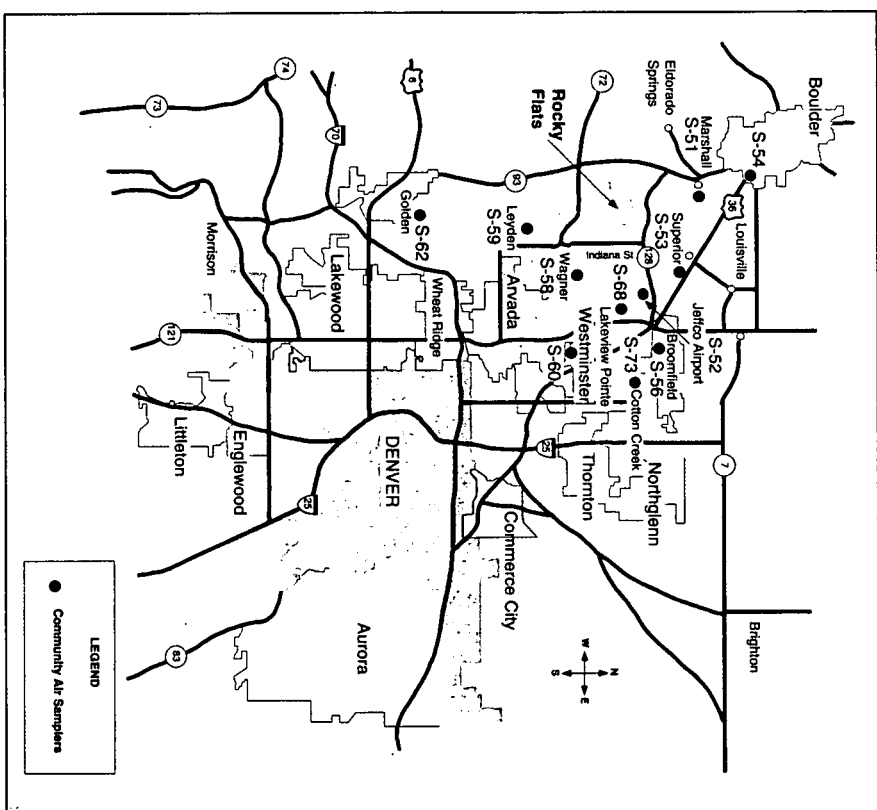 Boulder
S-54
Marshall
S-51
Eldorado
Springs
36
Louisville
Superior
S-53
S-52
Jeffco Airport
Broomfield
S-56
7
Brighton
72
Rocky
Flats
93
128
Indiana St
S-68
S-73
Cotton Creek
Lakeview Pointe
Northglenn
Leyden
S-59
Wagner
S-58
Westminster
S-60
Thornton
25
N
W
E
S
6
Golden
S-62
Arvada
Wheat Ridge
Commerce City
70
74
73
Lakewood
DENVER
Aurora
Morrison
121
Englewood
Littleton
25
83
LEGEND
Community Air Samplers